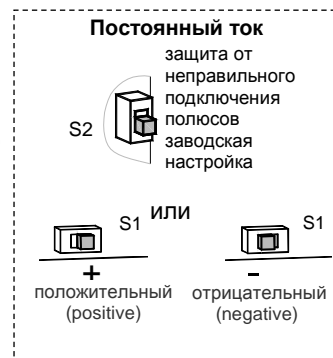 Постоянный ток
защита от
неправильного
подключения
полюсов
заводская
настройка
S2
S1
или
S1
+
-
положительный
(positive)
отрицательный
(negative)